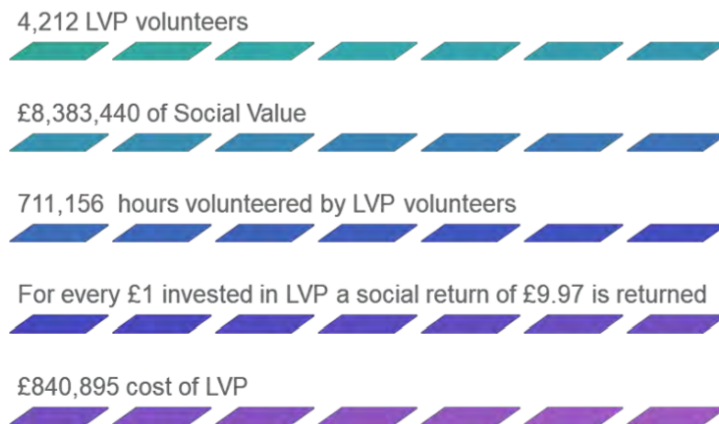 4,212 LVP volunteers
£8,383,440 of Social Value
711,156 hours volunteered by LVP volunteers
For every £1 invested in LVP a social return of £9.97 is returned
£840,895 cost of LVP